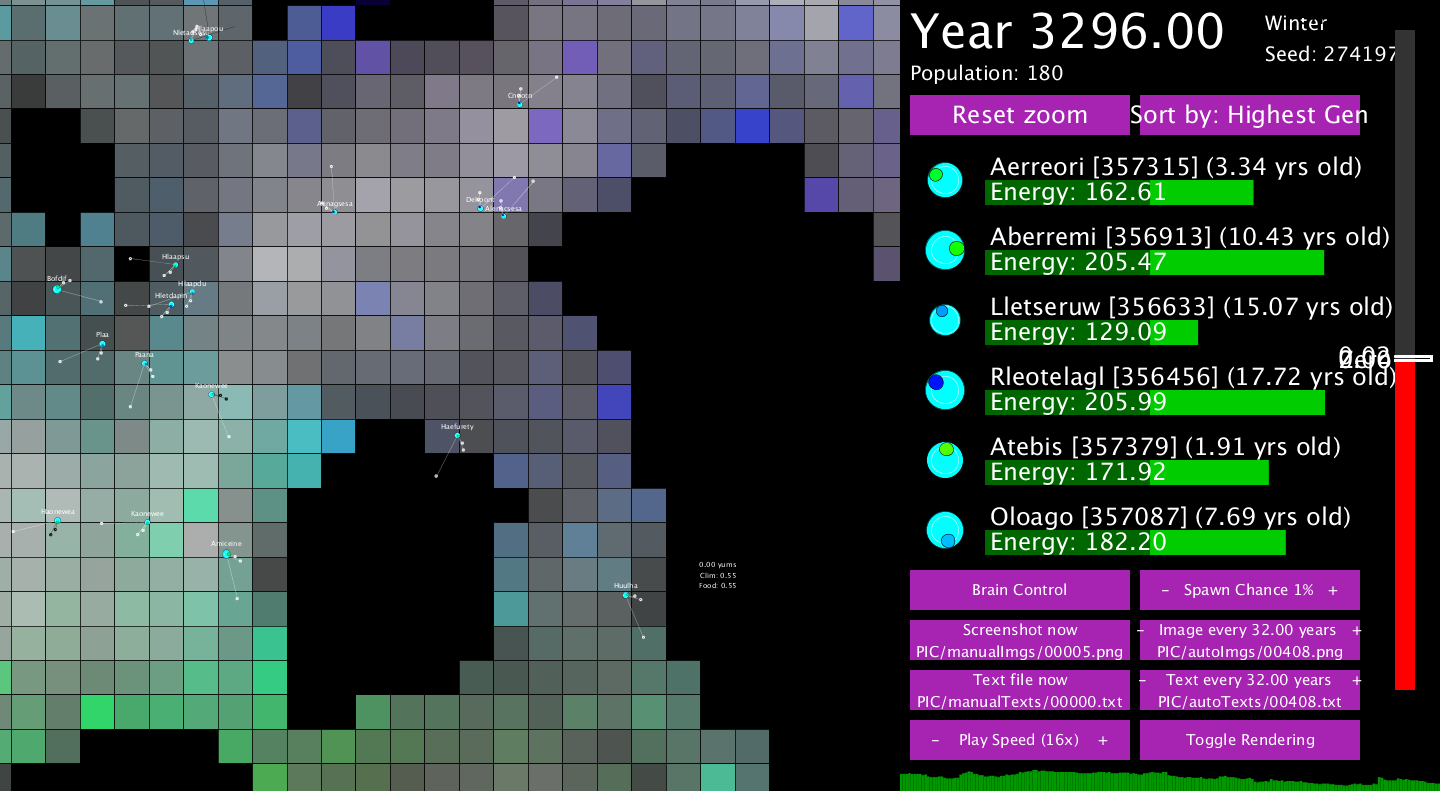 Year 3296.00
Winter
Seed: 274197
Population: 180
Reset zoom
Sort by: Highest Gen
Aerreori [357315] (3.34 yrs old)
Energy: 162.61
Aberremi [356913] (10.43 yrs old)
Energy: 205.47
Lletseruw [356633] (15.07 yrs old)
Energy: 129.09
Rleotelagl [356456] (17.72 yrs old)
Energy: 205.99
Atebis [357379] (1.91 yrs old)
Energy: 171.92
Oloago [357087] (7.69 yrs old)
Energy: 182.20
Brain Control
- Spawn Chance 1% +
Screenshot now
PIC/manualImgs/00005.png
- Image every 32.00 years +
PIC/autoImgs/00408.png
Text file now
PIC/manualTexts/00000.txt
- Text every 32.00 years +
PIC/autoTexts/00408.txt
- Play Speed (16x) +
Toggle Rendering
Hlaapsu
Bofdif
Hlaapdu
Hletdapin
Plaa
Kaonewee
Haefurety
Haonewea
Kaonewee
Amiceine
Huulha
0.00 yums
Clim: 0.55
Food: 0.55